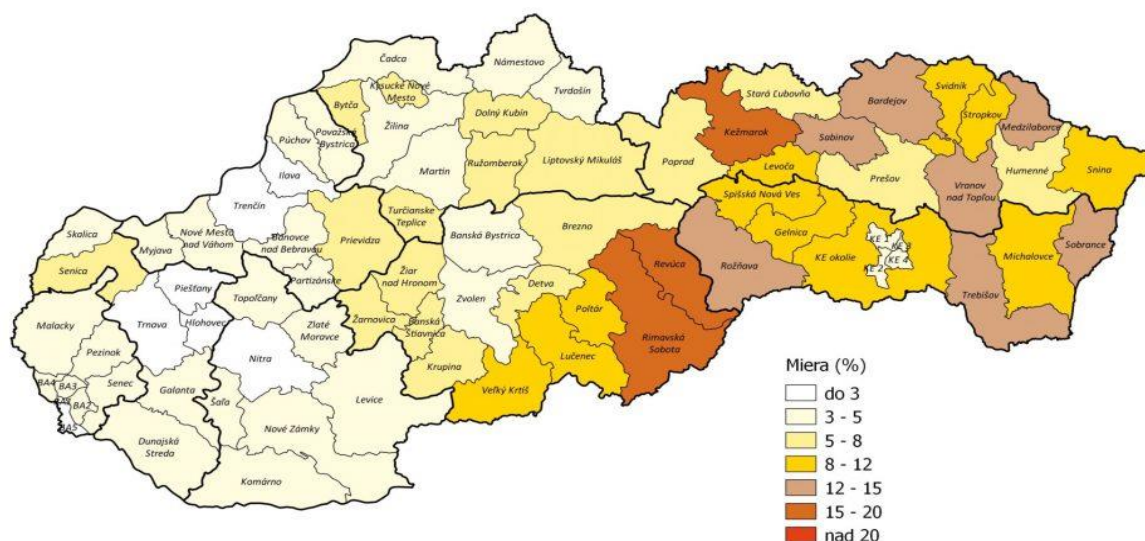 Čadca
Námestovo
Tvrdošín
Kysucké Nové
Mesto
Bytča
Dolný Kubín
Žilina
Púchov
Považská
Bystrica
Martin
Ružomberok
Liptovský Mikuláš
Ilava
Trenčín
Turčianske
Teplice
Prievidza
Bánovce
nad Bebravou
Nové Mesto
nad Váhom
Myjava
Skalica
Senica
Partizánske
Topoľčany
Piešťany
Hlohovec
Trnava
Malacky
Pezinok
Senec
BA4
BA3
BA2
BA5
Galanta
Šaľa
Dunajská
Streda
Nitra
Zlaté
Moravce
Nové Zámky
Komárno
Levice
Žiar
nad Hronom
Žarnovica
Banská
Štiavnica
Krupina
Banská Bystrica
Zvolen
Brezno
Detva
Veľký Krtíš
Lučenec
Poltár
Revúca
Rimavská
Sobota
Poprad
Kežmarok
Stará Ľubovňa
Levoča
Sabinov
Bardejov
Svidník
Stropkov
Medzilaborce
Prešov
Vranov
nad Topľou
Humenné
Snina
Spišská Nová Ves
Gelnica
Rožňava
KE okolie
KE 1
KE 3
KE 4
KE 2
Trebišov
Michalovce
Sobrance
Miera (%)
do 3
3 - 5
5 - 8
8 - 12
12 - 15
15 - 20
nad 20